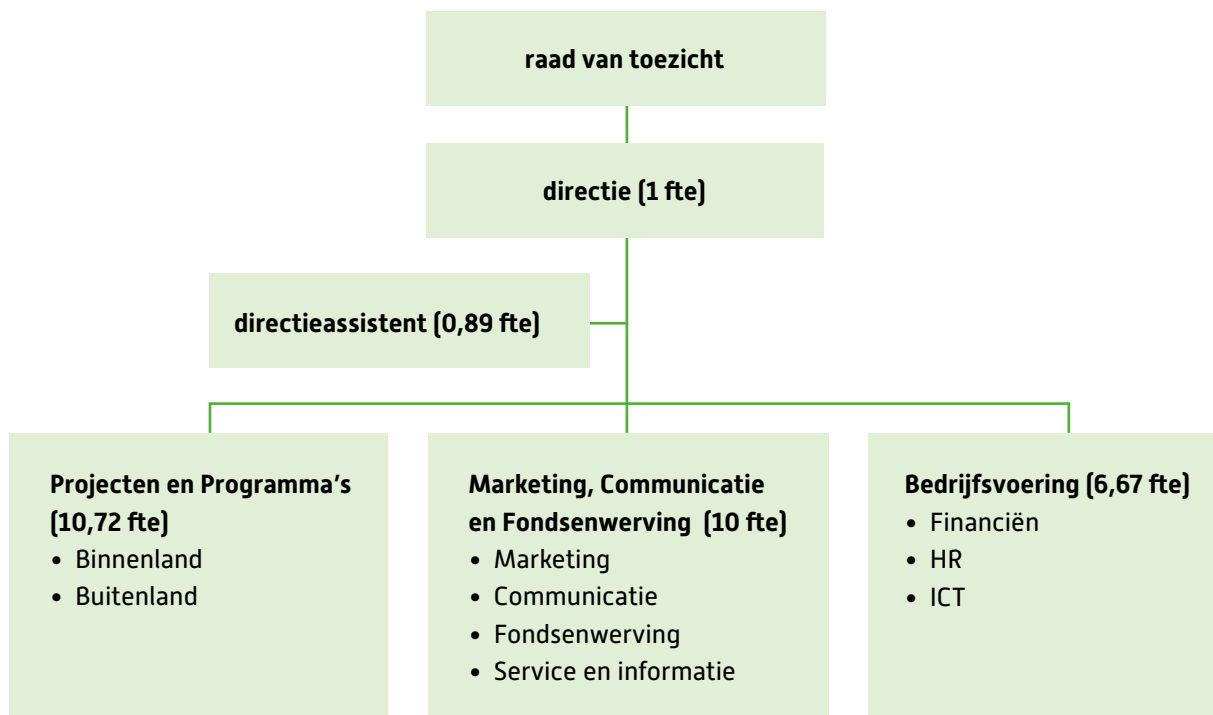 raad van toezicht
directie (1 fte)
directieassistent (0,89 fte)
Projecten en Programma’s
(10,72 fte)
• Binnenland
• Buitenland
Marketing, Communicatie
en Fondsenwerving (10 fte)
• Marketing
• Communicatie
• Fondsenwerving
• Service en informatie
Bedrijfsvoering (6,67 fte)
• Financiën
• HR
• ICT